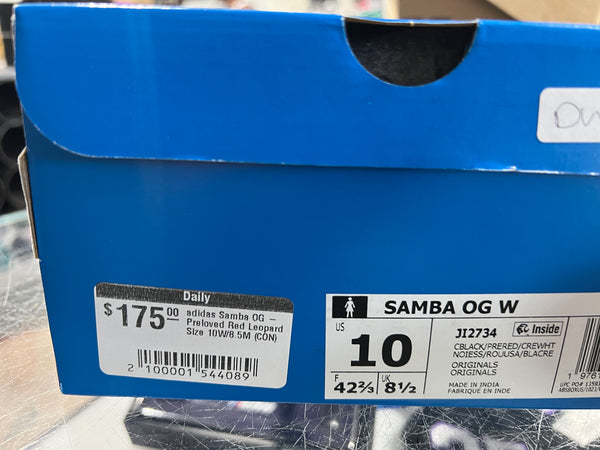 Daily
$175.00
adidas Samba OG –
Preloved Red Leopard
Size 10W/8.5M (CON)
2 100001 544089
SAMBA OG W
US
10
F
42⅔
UK
8½
JI2734
Inside
CBLACK/PRERED/CREWHT
NOIESS/ROUUSA/BLACRE
ORIGINALS
ORIGINALS
MADE IN INDIA
FABRIQUÉ EN INDE